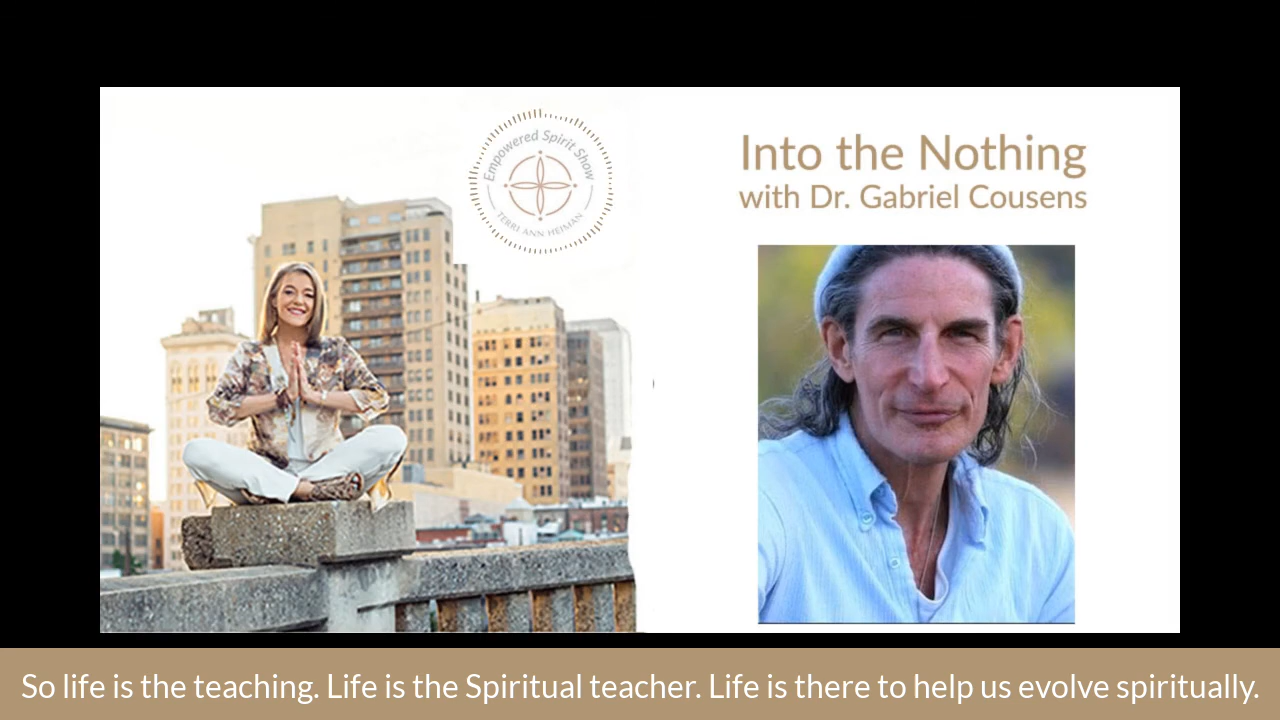 Empowered Spirit Show
TERRI ANN HEIMAN
Into the Nothing
with Dr. Gabriel Cousens
So life is the teaching. Life is the Spiritual teacher. Life is there to help us evolve spiritually.